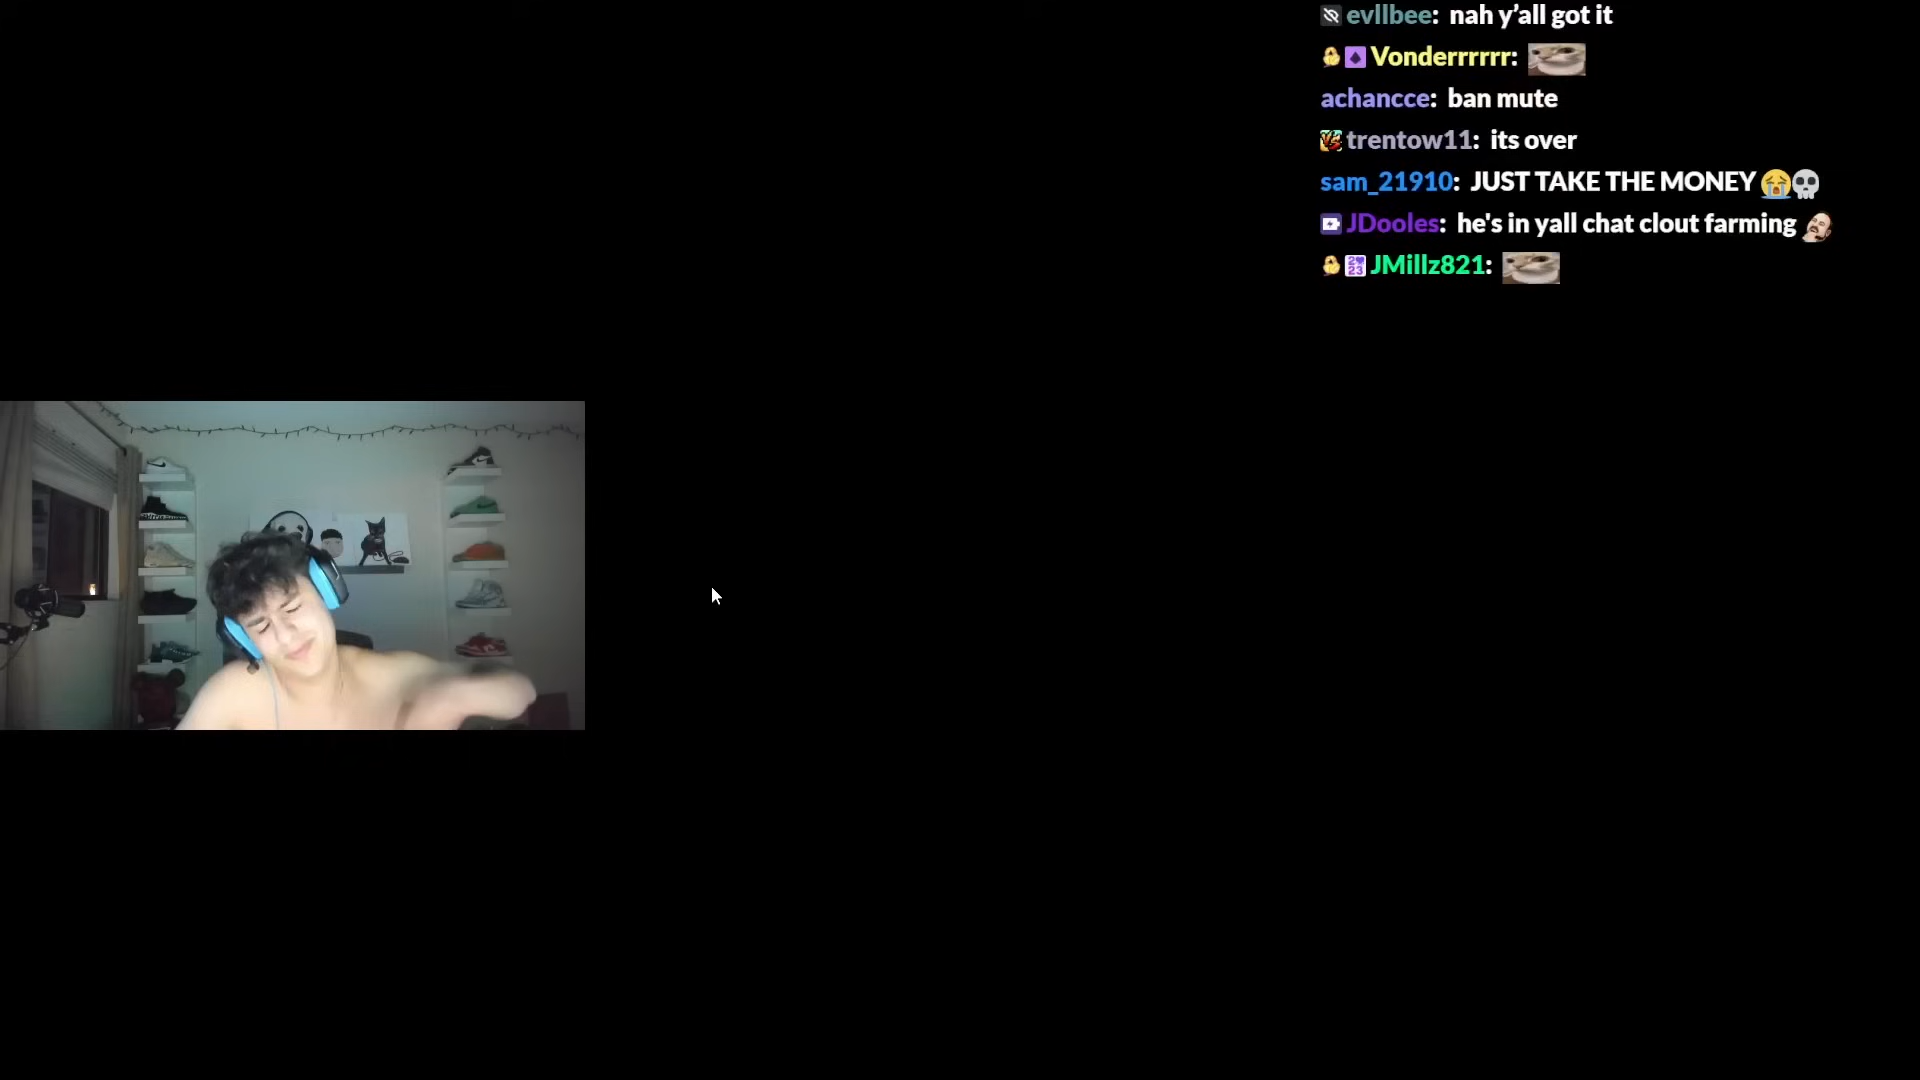 evllbee: nah y’all got it
Vonderrrrrr:
achancce: ban mute
trentow11: its over
sam_21910: JUST TAKE THE MONEY 😭💀
JDooles: he's in yall chat clout farming
JMillz821: